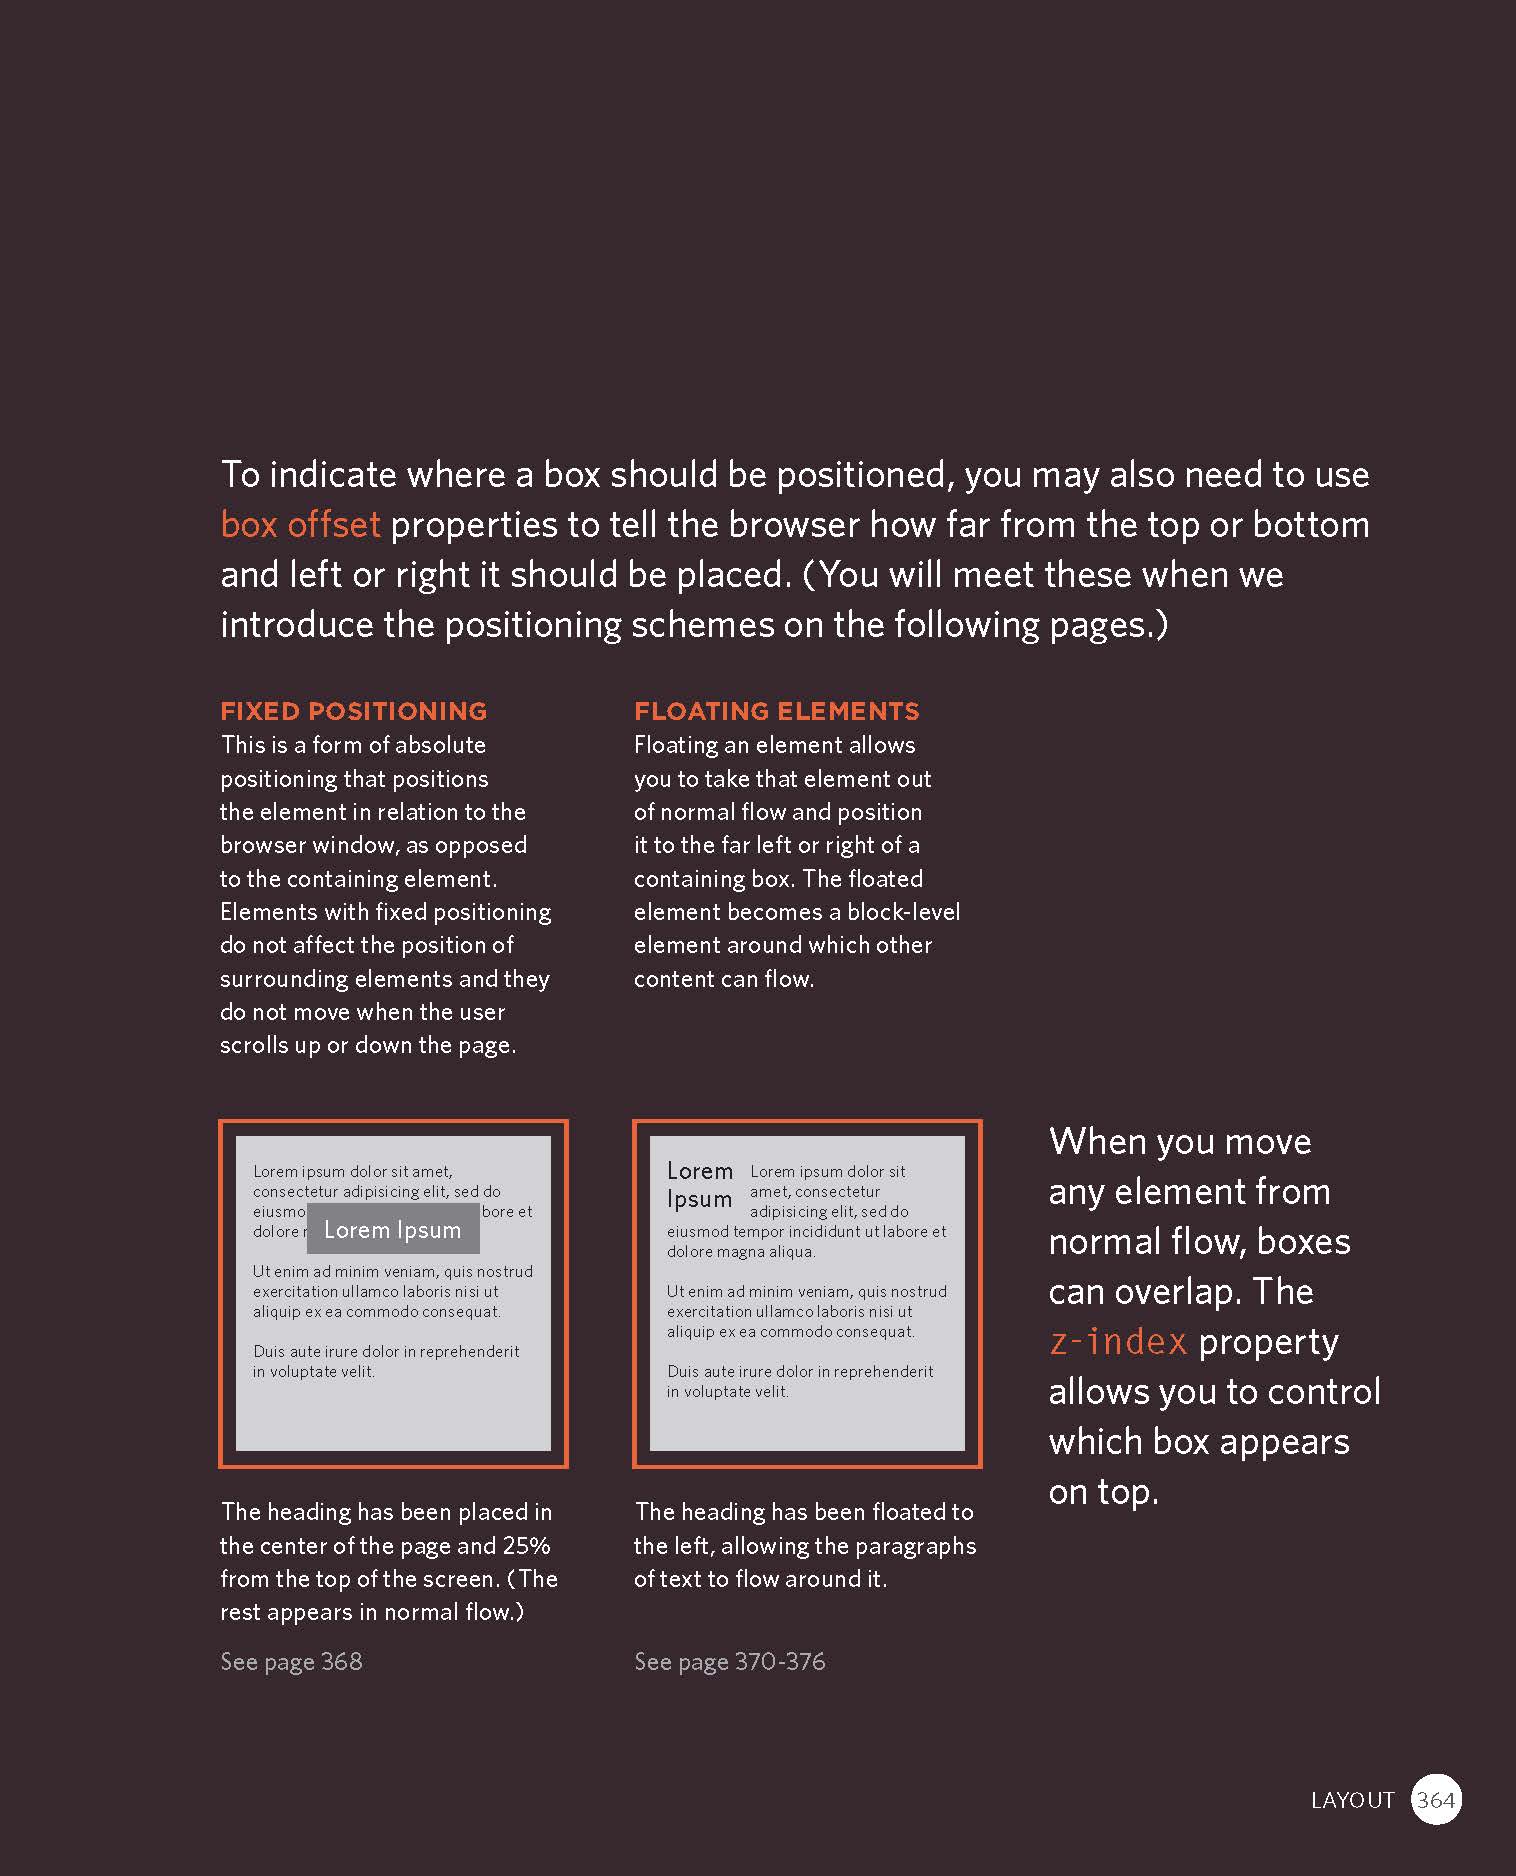 To indicate where a box should be positioned, you may also need to use
box offset properties to tell the browser how far from the top or bottom
and left or right it should be placed. (You will meet these when we
introduce the positioning schemes on the following pages.)
FIXED POSITIONING
This is a form of absolute
positioning that positions
the element in relation to the
browser window, as opposed
to the containing element.
Elements with fixed positioning
do not affect the position of
surrounding elements and they
do not move when the user
scrolls up or down the page.
Lorem ipsum dolor sit amet,
consectetur adipisicing elit, sed do
eiusmo bore et
dolore
Lorem Ipsum
Ut enim ad minim veniam, quis nostrud
exercitation ullamco laboris nisi ut
aliquip ex ea commodo consequat.
Duis aute irure dolor in reprehenderit
in voluptate velit.
The heading has been placed in
the center of the page and 25%
from the top of the screen. (The
rest appears in normal flow.)
See page 368
FLOATING ELEMENTS
Floating an element allows
you to take that element out
of normal flow and position
it to the far left or right of a
containing box. The floated
element becomes a block-level
element around which other
content can flow.
Lorem
Ipsum
Lorem ipsum dolor sit
amet, consectetur
adipisicing elit, sed do
eiusmod tempor incididunt ut labore et
dolore magna aliqua.
Ut enim ad minim veniam, quis nostrud
exercitation ullamco laboris nisi ut
aliquip ex ea commodo consequat.
Duis aute irure dolor in reprehenderit
in voluptate velit.
The heading has been floated to
the left, allowing the paragraphs
of text to flow around it.
See page 370-376
When you move
any element from
normal flow, boxes
can overlap. The
z-index property
allows you to control
which box appears
on top.
LAYOUT 364